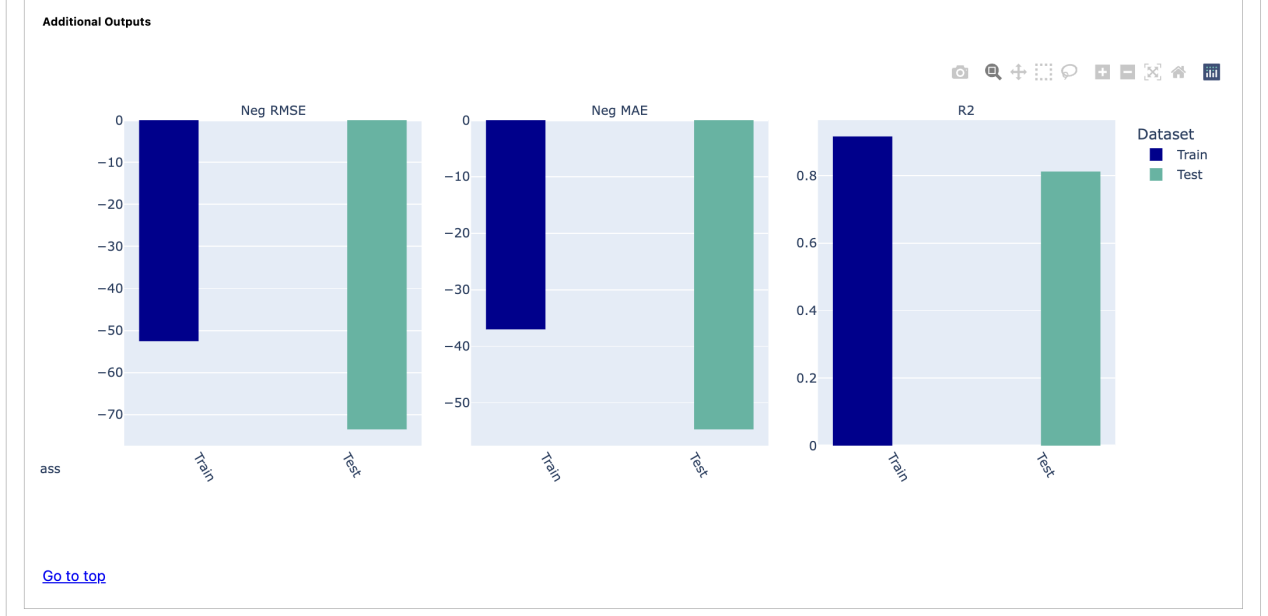 Additional Outputs
Neg RMSE
0
−10
−20
−30
−40
−50
−60
−70
Train
Test
Neg MAE
0
−10
−20
−30
−40
−50
Train
Test
R2
0.8
0.6
0.4
0.2
0
Train
Test
Dataset
Train
Test
ass
Go to top